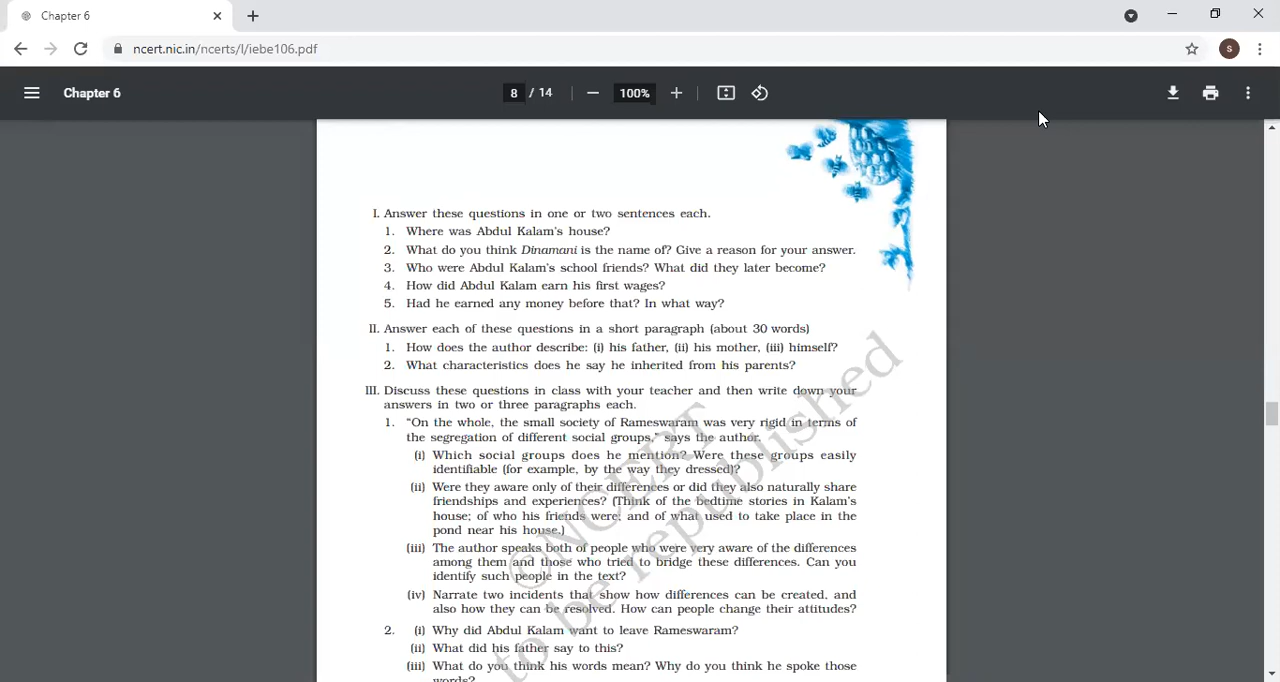 Chapter 6
ncert.nic.in/ncerts/l/iebe106.pdf
S
Chapter 6
8 / 14
100%
I. Answer these questions in one or two sentences each.
1. Where was Abdul Kalam's house?
2. What do you think Dinamani is the name of? Give a reason for your answer.
3. Who were Abdul Kalam's school friends? What did they later become?
4. How did Abdul Kalam earn his first wages?
5. Had he earned any money before that? In what way?
II. Answer each of these questions in a short paragraph (about 30 words)
1. How does the author describe: (i) his father, (ii) his mother, (iii) himself?
2. What characteristics does he say he inherited from his parents?
III. Discuss these questions in class with your teacher and then write down your
answers in two or three paragraphs each.
1. "On the whole, the small society of Rameswaram was very rigid in terms of
the segregation of different social groups," says the author.
(i) Which social groups does he mention? Were these groups easily
identifiable (for example, by the way they dressed)?
(ii) Were they aware only of their differences or did they also naturally share
friendships and experiences? (Think of the bedtime stories in Kalam's
house; of who his friends were; and of what used to take place in the
pond near his house.)
(iii) The author speaks both of people who were very aware of the differences
among them and those who tried to bridge these differences. Can you
identify such people in the text?
(iv) Narrate two incidents that show how differences can be created, and
also how they can be resolved. How can people change their attitudes?
2. (i) Why did Abdul Kalam want to leave Rameswaram?
(ii) What did his father say to this?
(iii) What do you think his words mean? Why do you think he spoke those
words?
©NCERT
to be republished